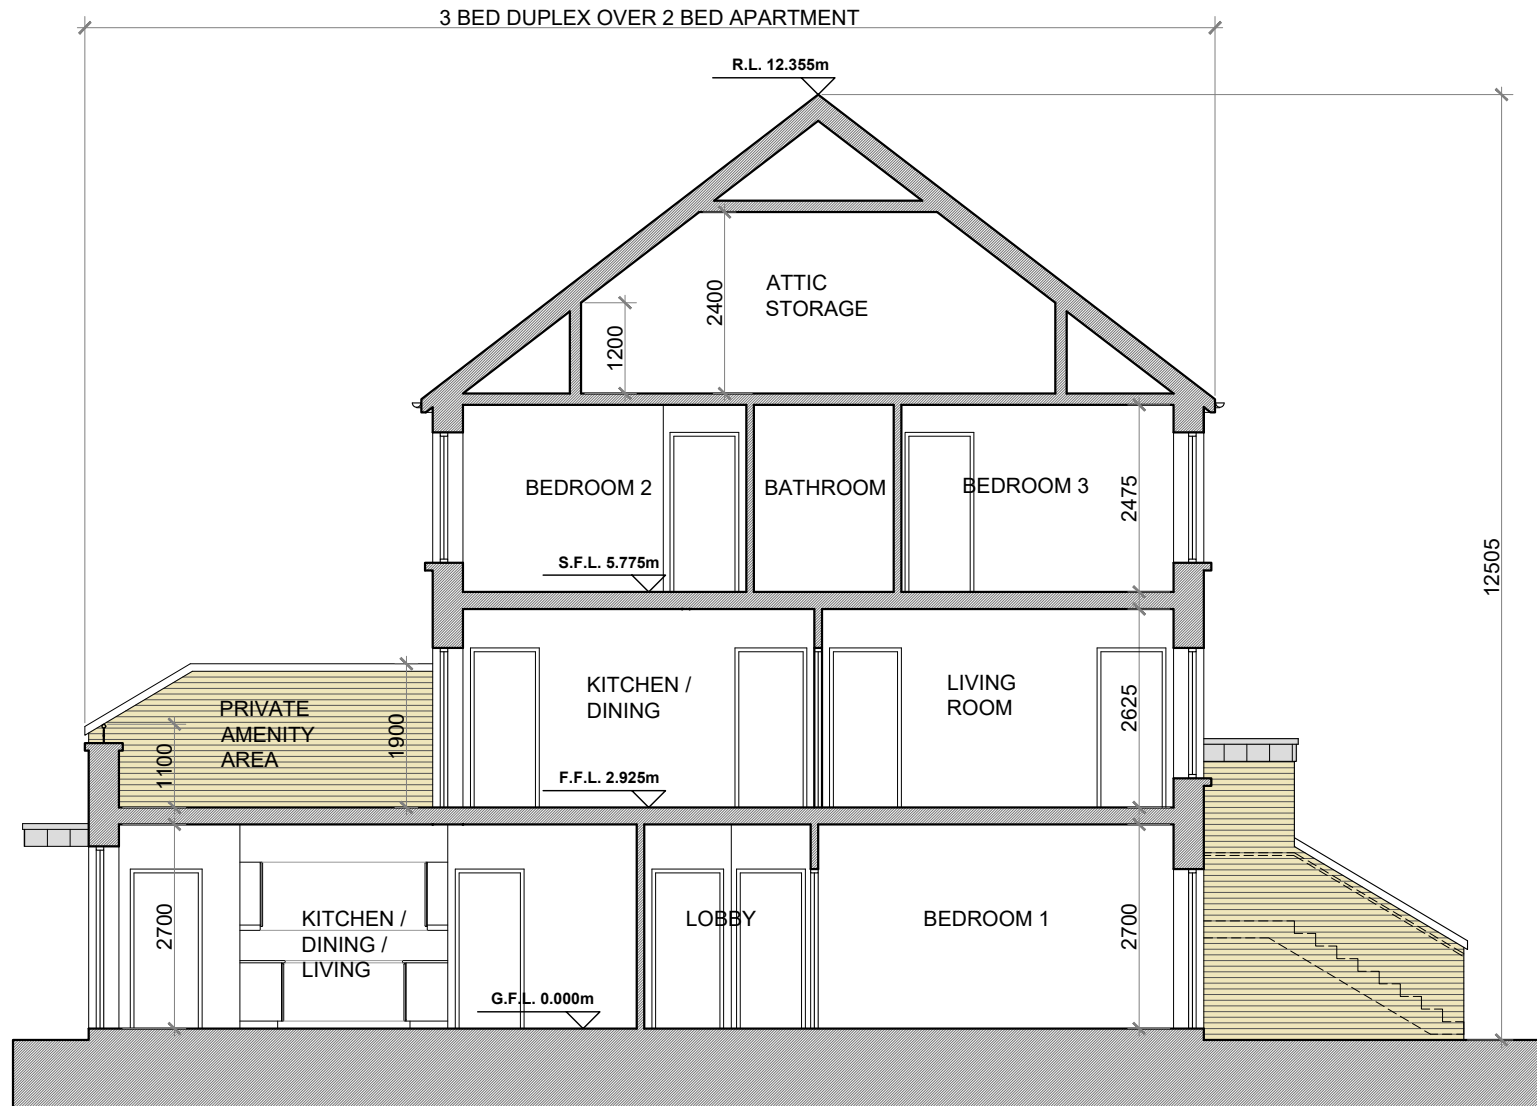 3 BED DUPLEX OVER 2 BED APARTMENT
R.L. 12.355m
ATTIC
STORAGE
2400
1200
BEDROOM 2
BATHROOM
BEDROOM 3
2475
12505
S.F.L. 5.775m
KITCHEN /
DINING
LIVING
ROOM
2625
PRIVATE
AMENITY
AREA
1900
1100
F.F.L. 2.925m
KITCHEN /
DINING /
LIVING
2700
LOBBY
BEDROOM 1
2700
G.F.L. 0.000m